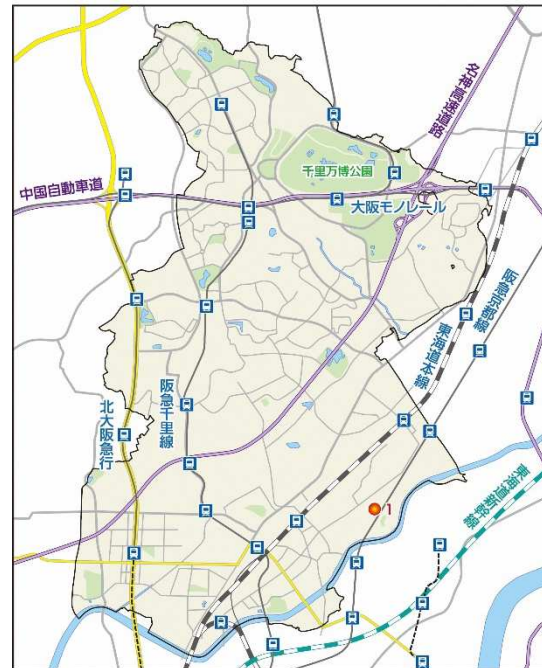 名神高速道路
千里万博公園
中国自動車道
大阪モノレール
阪急京都線
東海道本線
阪急千里線
北大阪急行
東海道新幹線
1